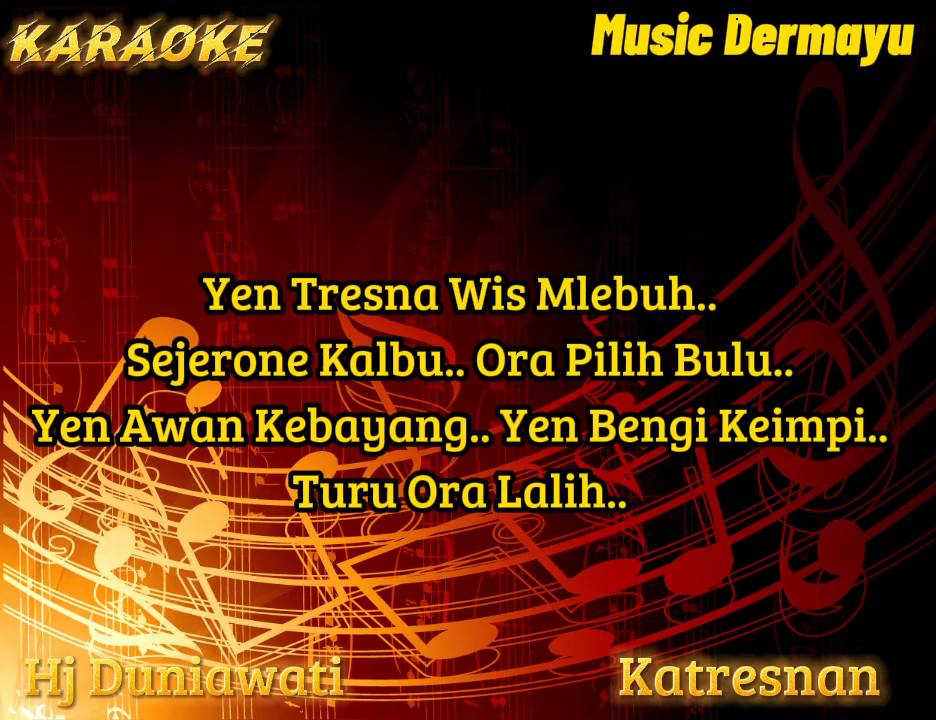 KARAOKE
Music Dermayu
Yen Tresna Wis Mlebuh..
Sejerone Kalbu.. Ora Pilih Bulu..
Yen Awan Kebayang.. Yen Bengi Keimpi..
Turu Ora Lalih..
Hj Duniawati
Katresnan